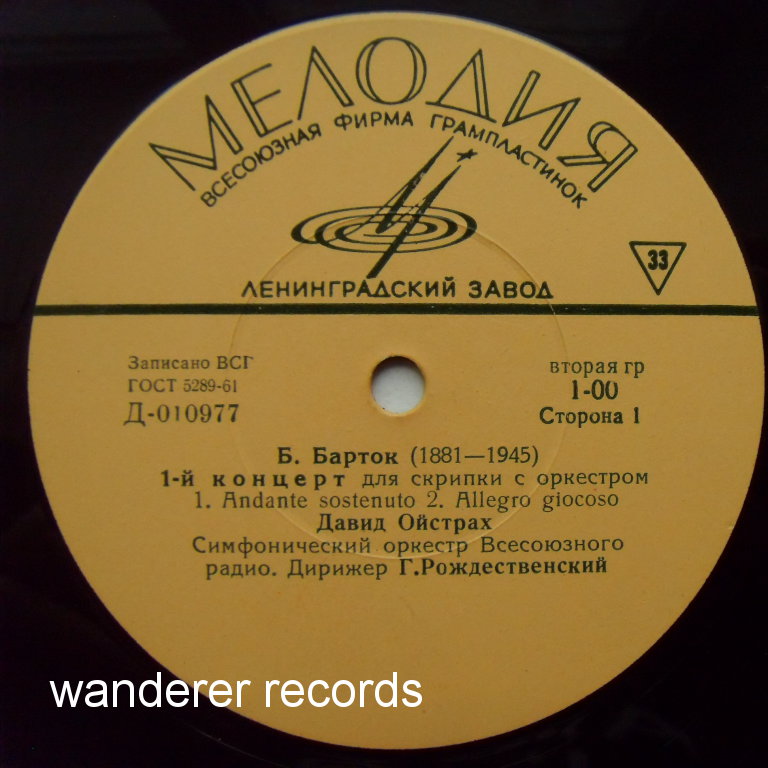 МЕЛОДИЯ
ВСЕСОЮЗНАЯ ФИРМА ГРАМПЛАСТИНОК
33
ЛЕНИНГРАДСКИЙ ЗАВОД
Записано ВСГ
ГОСТ 5289-61
Д-010977
вторая гр
1-00
Сторона 1
Б. Барток (1881—1945)
1-й концерт для скрипки с оркестром
1. Andante sostenuto 2. Allegro giocoso
Давид Ойстрах
Симфонический оркестр Всесоюзного
радио. Дирижер Г.Рождественский
wanderer records